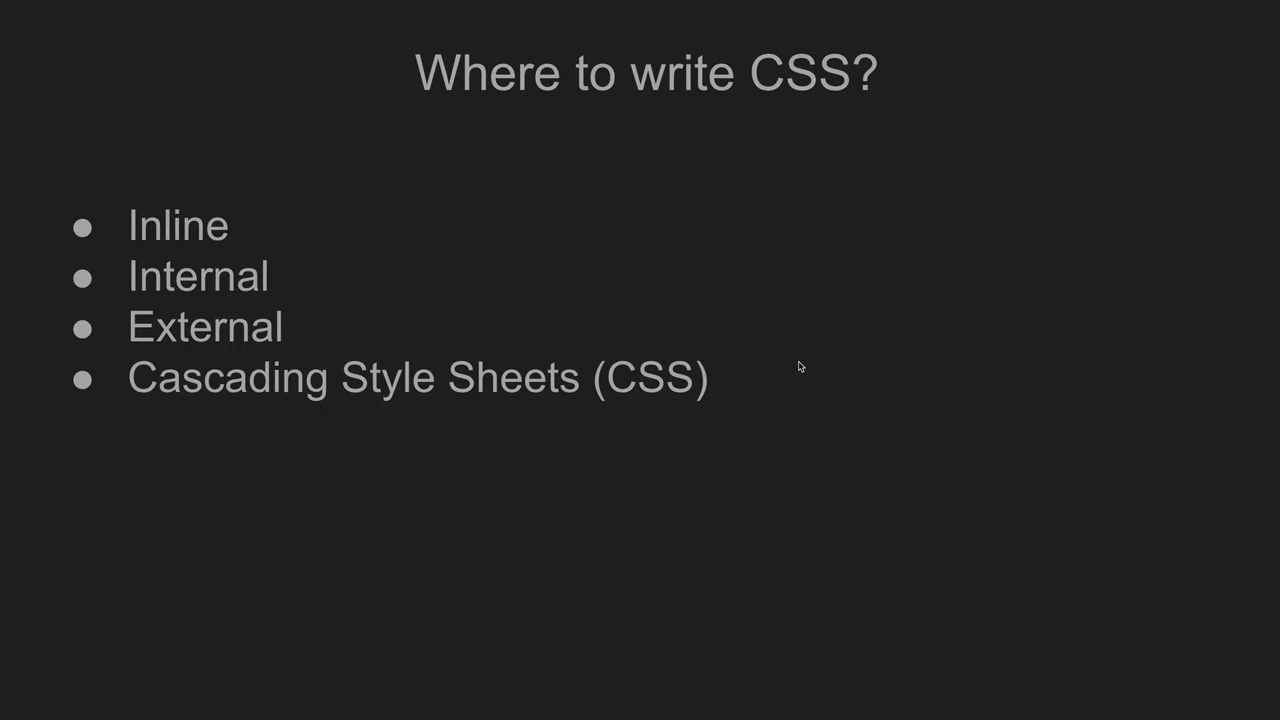 Where to write CSS?
● Inline
● Internal
● External
● Cascading Style Sheets (CSS)